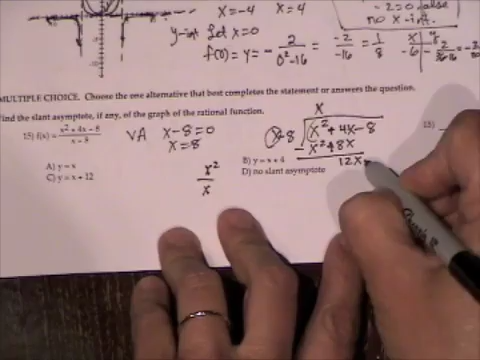 x=-4 x=4
-2=0 false
no x-int.
y-int Let x=0
f(0)=y= -2/(0²-16) = -2/-16 = 1/8
x y
-6
MULTIPLE CHOICE. Choose the one alternative that best completes the statement or answers the question.
Find the slant asymptote, if any, of the graph of the rational function.
15) f(x) = (x² + 4x - 8)/(x - 8)
15)
VA x-8=0
x=8
x
x-8 x²+4x-8
- x²+8x
12x
A) y = x
B) y = x + 4
C) y = x + 12
D) no slant asymptote
x²/x